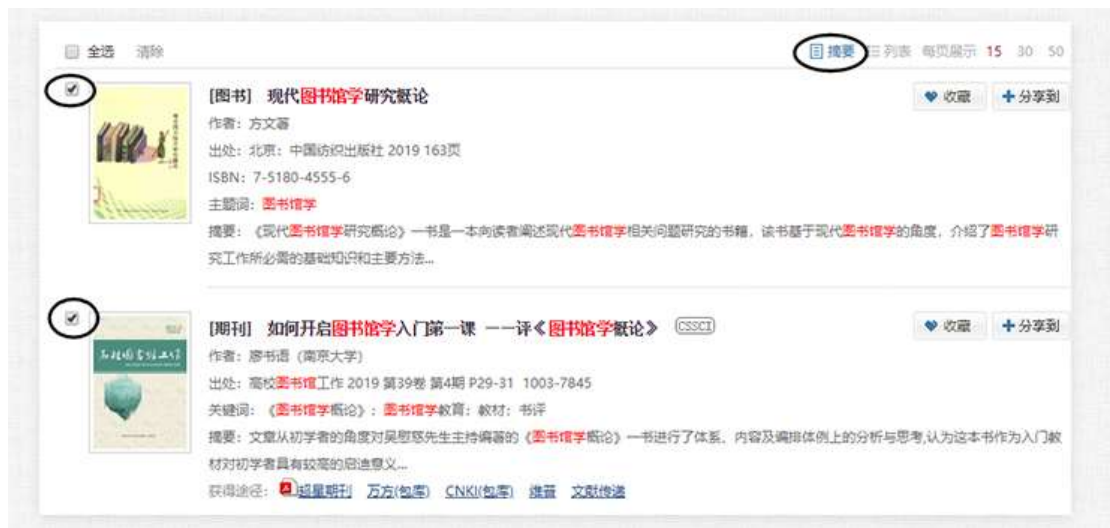 全选 清除 摘要 列表 每页展示 15 30 50
[图书] 现代图书馆学研究概论 收藏 分享到
作者：方文著
出处：北京：中国纺织出版社 2019 163页
ISBN：7-5180-4555-6
主题词：图书馆学
摘要：《现代图书馆学研究概论》一书是一本向读者阐述现代图书馆学相关问题研究的书籍，该书基于现代图书馆学的角度，介绍了图书馆学研
究工作所必需的基础知识和主要方法...
[期刊] 如何开启图书馆学入门第一课 ——评《图书馆学概论》 CSSCI 收藏 分享到
作者：廖书语（南京大学）
出处：高校图书馆工作 2019 第39卷 第4期 P29-31 1003-7845
关键词：《图书馆学概论》；图书馆学教育；教材；书评
摘要：文章从初学者的角度对吴慰慈先生主持编著的《图书馆学概论》一书进行了体系、内容及编排体例上的分析与思考,认为这本书作为入门教
材对初学者具有较高的启迪意义...
获得途径： 超星期刊 万方(包库) CNKI(包库) 维普 文献传递